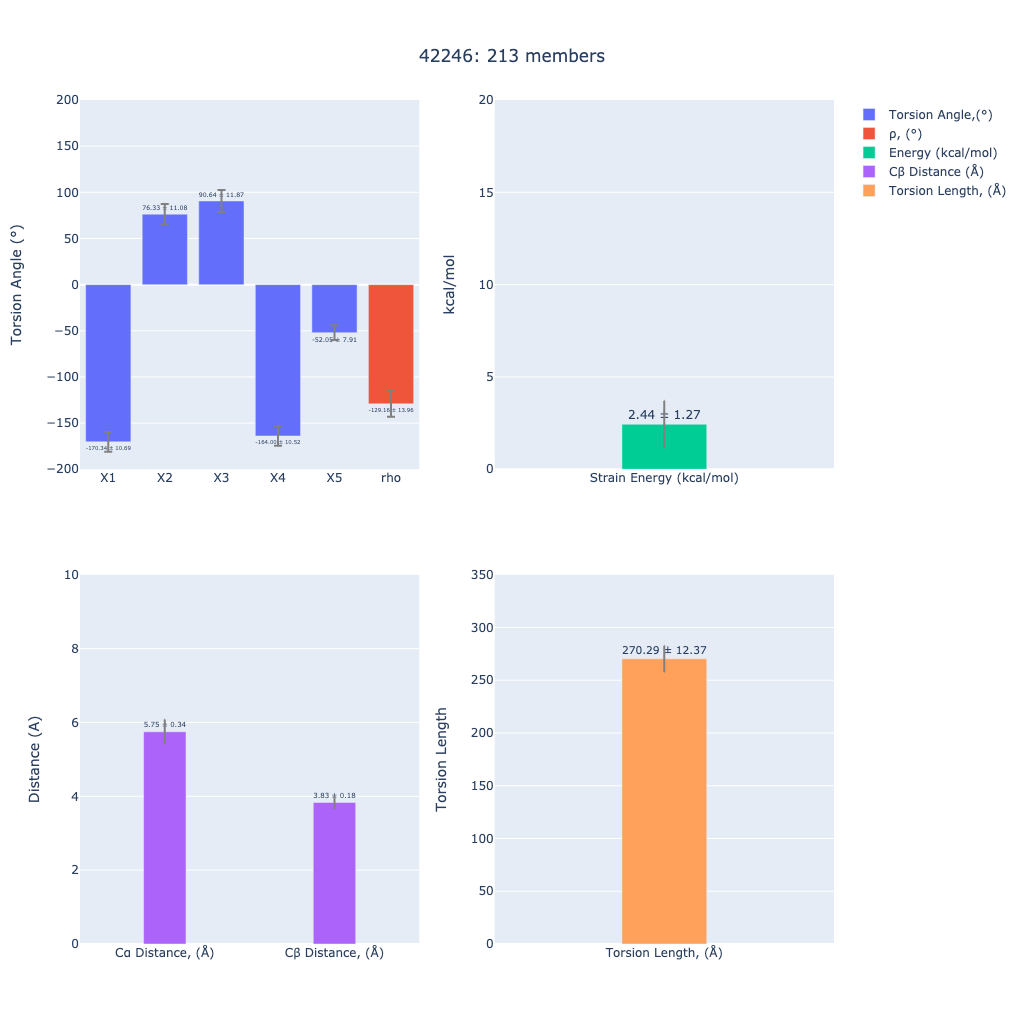 42246: 213 members
Torsion Angle (°)
200
150
100
50
0
−50
−100
−150
−200
-170.34 ± 10.69
76.33 ± 11.08
90.64 ± 11.87
-164.00 ± 10.52
-52.05 ± 7.91
-129.16 ± 13.96
X1 X2 X3 X4 X5 rho
kcal/mol
20
15
10
5
0
2.44 ± 1.27
Strain Energy (kcal/mol)
Torsion Angle,(°)
ρ, (°)
Energy (kcal/mol)
Cβ Distance (Å)
Torsion Length, (Å)
Distance (A)
10
8
6
4
2
0
5.75 ± 0.34
3.83 ± 0.18
Cα Distance, (Å) Cβ Distance, (Å)
Torsion Length
350
300
250
200
150
100
50
0
270.29 ± 12.37
Torsion Length, (Å)